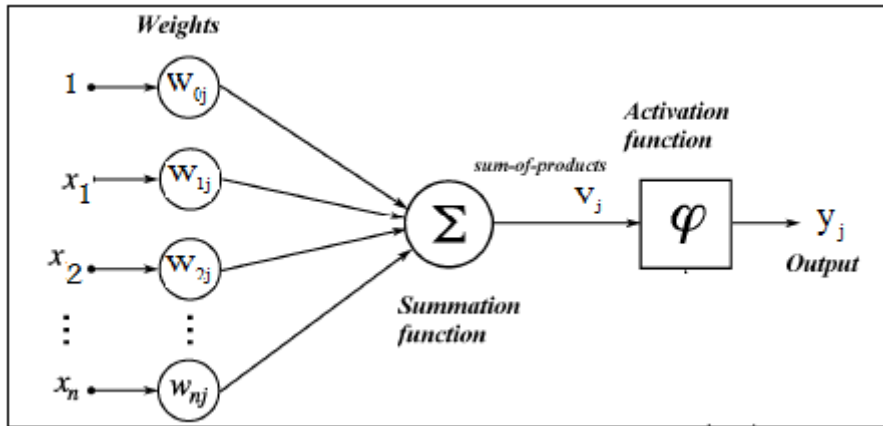 Weights
1 w0j
Activation
function
sum-of-products
x1 w1j
vj
Σ φ yj
x2 w2j
Output
⋮ ⋮
Summation
function
xn wnj